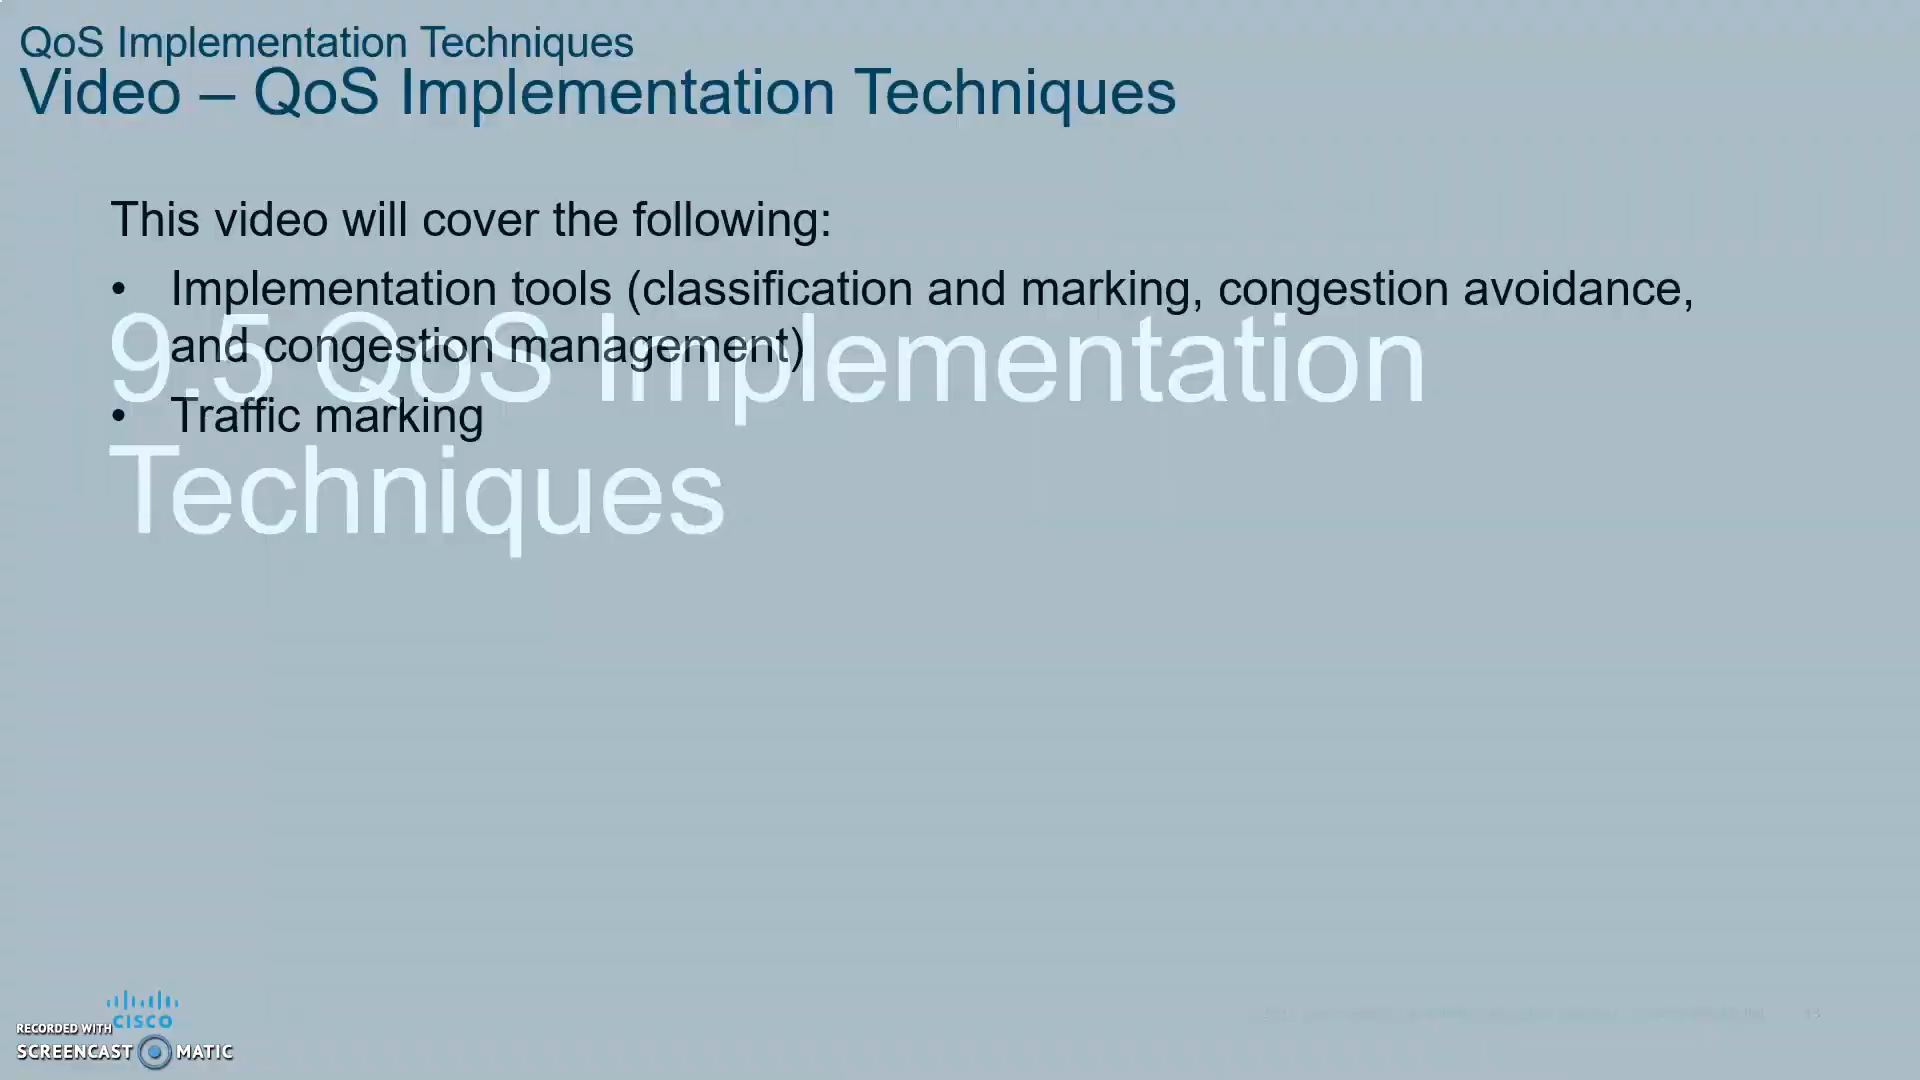 QoS Implementation Techniques
Video – QoS Implementation Techniques
This video will cover the following:
• Implementation tools (classification and marking, congestion avoidance,
and congestion management)
• Traffic marking
9.5 QoS Implementation
Techniques
CISCO
RECORDED WITH
SCREENCAST MATIC